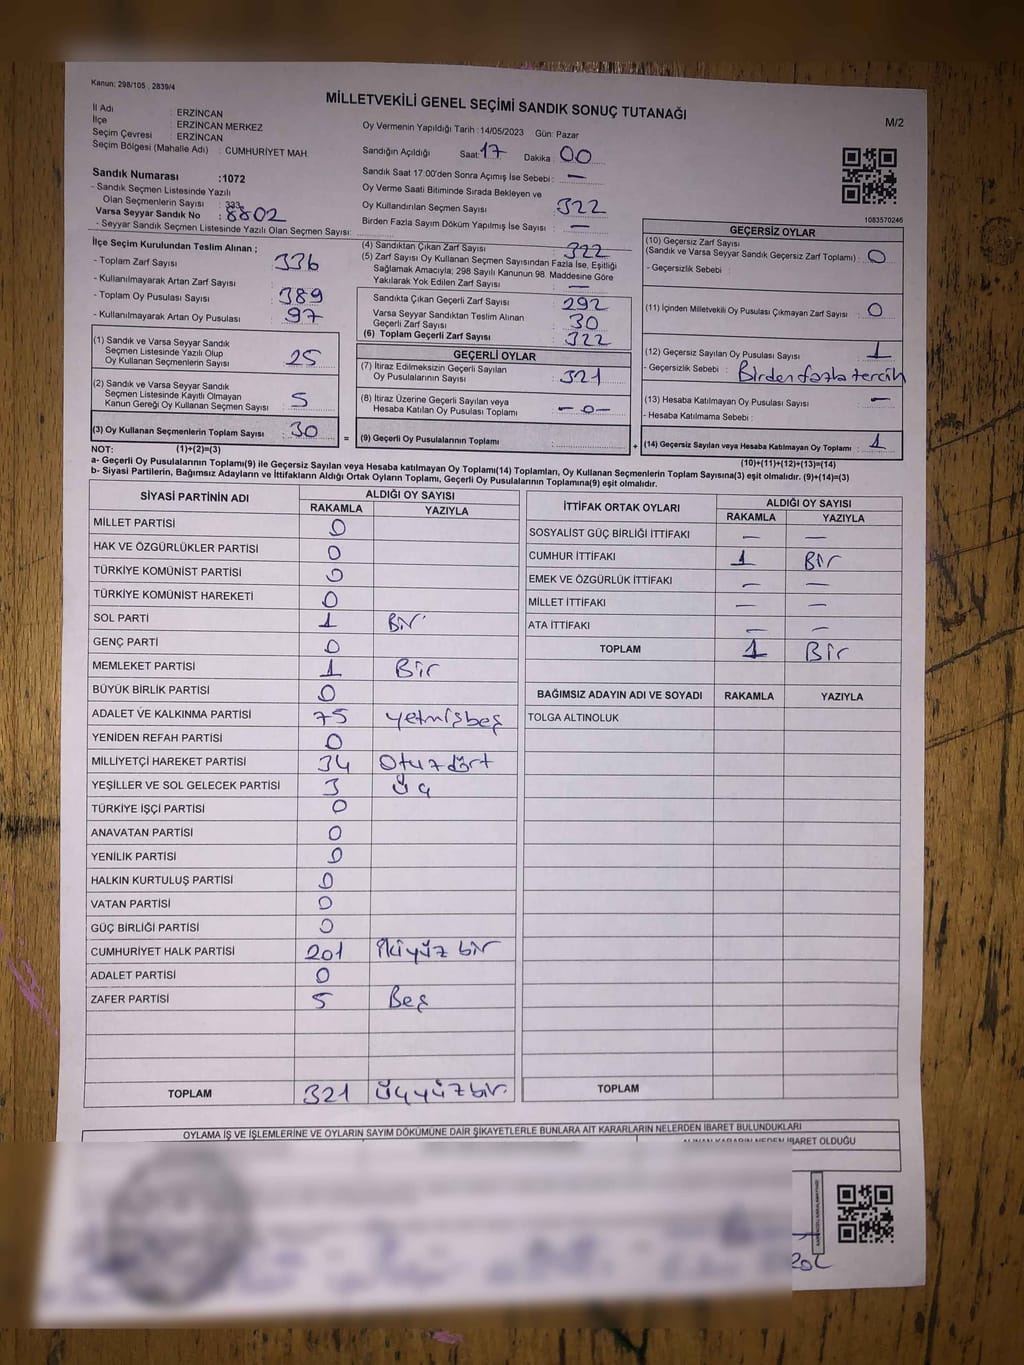 Kanun: 298/105 , 2839/4
MİLLETVEKİLİ GENEL SEÇİMİ SANDIK SONUÇ TUTANAĞI
M/2
İl Adı : ERZİNCAN
İlçe : ERZİNCAN MERKEZ
Seçim Çevresi : ERZİNCAN
Seçim Bölgesi (Mahalle Adı) : CUMHURİYET MAH.
Oy Vermenin Yapıldığı Tarih :14/05/2023 Gün: Pazar
Sandığın Açıldığı Saat:17 Dakika : 00
Sandık Saat 17.00'den Sonra Açımış İse Sebebi : —
Oy Verme Saati Bitiminde Sırada Bekleyen ve
Oy Kullandırılan Seçmen Sayısı 322
Birden Fazla Sayım Döküm Yapılmış İse Sayısı : —
Sandık Numarası :1072
- Sandık Seçmen Listesinde Yazılı
Olan Seçmenlerin Sayısı : 333
Varsa Seyyar Sandık No : 8802
- Seyyar Sandık Seçmen Listesinde Yazılı Olan Seçmen Sayısı:
1083570246
İlçe Seçim Kurulundan Teslim Alınan ;
- Toplam Zarf Sayısı 336
- Kullanılmayarak Artan Zarf Sayısı :
- Toplam Oy Pusulası Sayısı : 389
- Kullanılmayarak Artan Oy Pusulası : 97
(1) Sandık ve Varsa Seyyar Sandık
Seçmen Listesinde Yazılı Olup
Oy Kullanan Seçmenlerin Sayısı : 25
(2) Sandık ve Varsa Seyyar Sandık
Seçmen Listesinde Kayıtlı Olmayan
Kanun Gereği Oy Kullanan Seçmen Sayısı : 5
(3) Oy Kullanan Seçmenlerin Toplam Sayısı : 30
(1)+(2)=(3)
(4) Sandıktan Çıkan Zarf Sayısı : 322
(5) Zarf Sayısı Oy Kullanan Seçmen Sayısından Fazla İse, Eşitliği
Sağlamak Amacıyla; 298 Sayılı Kanunun 98. Maddesine Göre
Yakılarak Yok Edilen Zarf Sayısı : —
Sandıkta Çıkan Geçerli Zarf Sayısı : 292
Varsa Seyyar Sandıktan Teslim Alınan
Geçerli Zarf Sayısı : 30
(6) Toplam Geçerli Zarf Sayısı : 322
GEÇERLİ OYLAR
(7) İtiraz Edilmeksizin Geçerli Sayılan
Oy Pusulalarının Sayısı : 321
(8) İtiraz Üzerine Geçerli Sayılan veya
Hesaba Katılan Oy Pusulası Toplamı : -0-
= (9) Geçerli Oy Pusulalarının Toplamı : +
GEÇERSİZ OYLAR
(10) Geçersiz Zarf Sayısı
(Sandık ve Varsa Seyyar Sandık Geçersiz Zarf Toplamı) : 0
- Geçersizlik Sebebi :
(11) İçinden Milletvekili Oy Pusulası Çıkmayan Zarf Sayısı : 0
(12) Geçersiz Sayılan Oy Pusulası Sayısı : 1
- Geçersizlik Sebebi : Birden fazla tercih
(13) Hesaba Katılmayan Oy Pusulası Sayısı : —
- Hesaba Katılmama Sebebi :
(14) Geçersiz Sayılan veya Hesaba Katılmayan Oy Toplamı : 1
(10)+(11)+(12)+(13)=(14)
NOT:
a- Geçerli Oy Pusulalarının Toplamı(9) ile Geçersiz Sayılan veya Hesaba katılmayan Oy Toplamı(14) Toplamları, Oy Kullanan Seçmenlerin Toplam Sayısına(3) eşit olmalıdır. (9)+(14)=(3)
b- Siyasi Partilerin, Bağımsız Adayların ve İttifakların Aldığı Ortak Oyların Toplamı, Geçerli Oy Pusulalarının Toplamına(9) eşit olmalıdır.
SİYASİ PARTİNİN ADI ALDIĞI OY SAYISI
RAKAMLA YAZIYLA
MİLLET PARTİSİ 0
HAK VE ÖZGÜRLÜKLER PARTİSİ 0
TÜRKİYE KOMÜNİST PARTİSİ 0
TÜRKİYE KOMÜNİST HAREKETİ 0
SOL PARTİ 1 Bir
GENÇ PARTİ 0
MEMLEKET PARTİSİ 1 Bir
BÜYÜK BİRLİK PARTİSİ 0
ADALET VE KALKINMA PARTİSİ 75 yetmişbeş
YENİDEN REFAH PARTİSİ 0
MİLLİYETÇİ HAREKET PARTİSİ 34 Otuzdört
YEŞİLLER VE SOL GELECEK PARTİSİ 3 Üç
TÜRKİYE İŞÇİ PARTİSİ 0
ANAVATAN PARTİSİ 0
YENİLİK PARTİSİ 0
HALKIN KURTULUŞ PARTİSİ 0
VATAN PARTİSİ 0
GÜÇ BİRLİĞİ PARTİSİ 0
CUMHURİYET HALK PARTİSİ 201 ikiyüz bir
ADALET PARTİSİ 0
ZAFER PARTİSİ 5 Beş
TOPLAM 321 Üçyüzbir
İTTİFAK ORTAK OYLARI ALDIĞI OY SAYISI
RAKAMLA YAZIYLA
SOSYALİST GÜÇ BİRLİĞİ İTTİFAKI — —
CUMHUR İTTİFAKI 1 Bir
EMEK VE ÖZGÜRLÜK İTTİFAKI — —
MİLLET İTTİFAKI — —
ATA İTTİFAKI — —
TOPLAM 1 Bir
BAĞIMSIZ ADAYIN ADI VE SOYADI RAKAMLA YAZIYLA
TOLGA ALTINOLUK
TOPLAM
OYLAMA İŞ VE İŞLEMLERİNE VE OYLARIN SAYIM DÖKÜMÜNE DAİR ŞİKAYETLERLE BUNLARA AİT KARARLARIN NELERDEN İBARET BULUNDUKLARI
ALINAN KARARIN NEDEN İBARET OLDUĞU